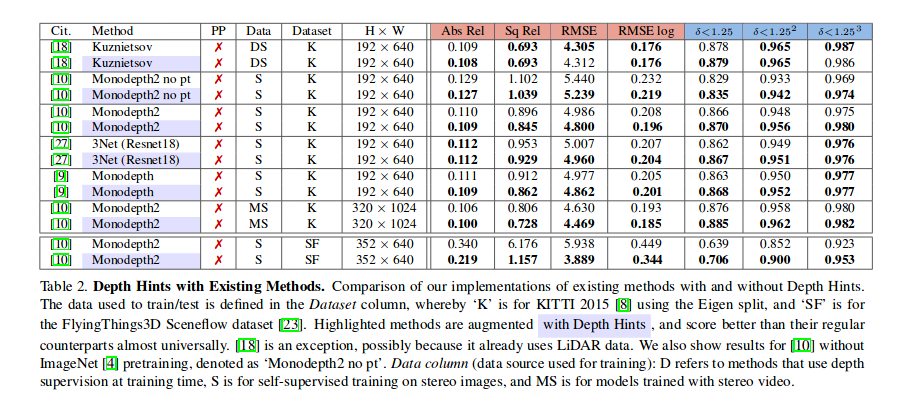 Cit. Method PP Data Dataset H × W Abs Rel Sq Rel RMSE RMSE log δ<1.25 δ<1.25² δ<1.25³
[18] Kuznietsov ✗ DS K 192 × 640 0.109 0.693 4.305 0.176 0.878 0.965 0.987
[18] Kuznietsov ✗ DS K 192 × 640 0.108 0.693 4.312 0.176 0.879 0.965 0.986
[10] Monodepth2 no pt ✗ S K 192 × 640 0.129 1.102 5.440 0.232 0.829 0.933 0.969
[10] Monodepth2 no pt ✗ S K 192 × 640 0.127 1.039 5.239 0.219 0.835 0.942 0.974
[10] Monodepth2 ✗ S K 192 × 640 0.110 0.896 4.986 0.208 0.866 0.948 0.975
[10] Monodepth2 ✗ S K 192 × 640 0.109 0.845 4.800 0.196 0.870 0.956 0.980
[27] 3Net (Resnet18) ✗ S K 192 × 640 0.112 0.953 5.007 0.207 0.862 0.949 0.976
[27] 3Net (Resnet18) ✗ S K 192 × 640 0.112 0.929 4.960 0.204 0.867 0.951 0.976
[9] Monodepth ✗ S K 192 × 640 0.111 0.912 4.977 0.205 0.863 0.950 0.977
[9] Monodepth ✗ S K 192 × 640 0.109 0.862 4.862 0.201 0.868 0.952 0.977
[10] Monodepth2 ✗ MS K 320 × 1024 0.106 0.806 4.630 0.193 0.876 0.958 0.980
[10] Monodepth2 ✗ MS K 320 × 1024 0.100 0.728 4.469 0.185 0.885 0.962 0.982
[10] Monodepth2 ✗ S SF 352 × 640 0.340 6.176 5.938 0.449 0.639 0.852 0.923
[10] Monodepth2 ✗ S SF 352 × 640 0.219 1.157 3.889 0.344 0.706 0.900 0.953
Table 2. Depth Hints with Existing Methods. Comparison of our implementations of existing methods with and without Depth Hints.
The data used to train/test is defined in the Dataset column, whereby ‘K’ is for KITTI 2015 [8] using the Eigen split, and ‘SF’ is for
the FlyingThings3D Sceneflow dataset [23]. Highlighted methods are augmented with Depth Hints , and score better than their regular
counterparts almost universally. [18] is an exception, possibly because it already uses LiDAR data. We also show results for [10] without
ImageNet [4] pretraining, denoted as ‘Monodepth2 no pt’. Data column (data source used for training): D refers to methods that use depth
supervision at training time, S is for self-supervised training on stereo images, and MS is for models trained with stereo video.